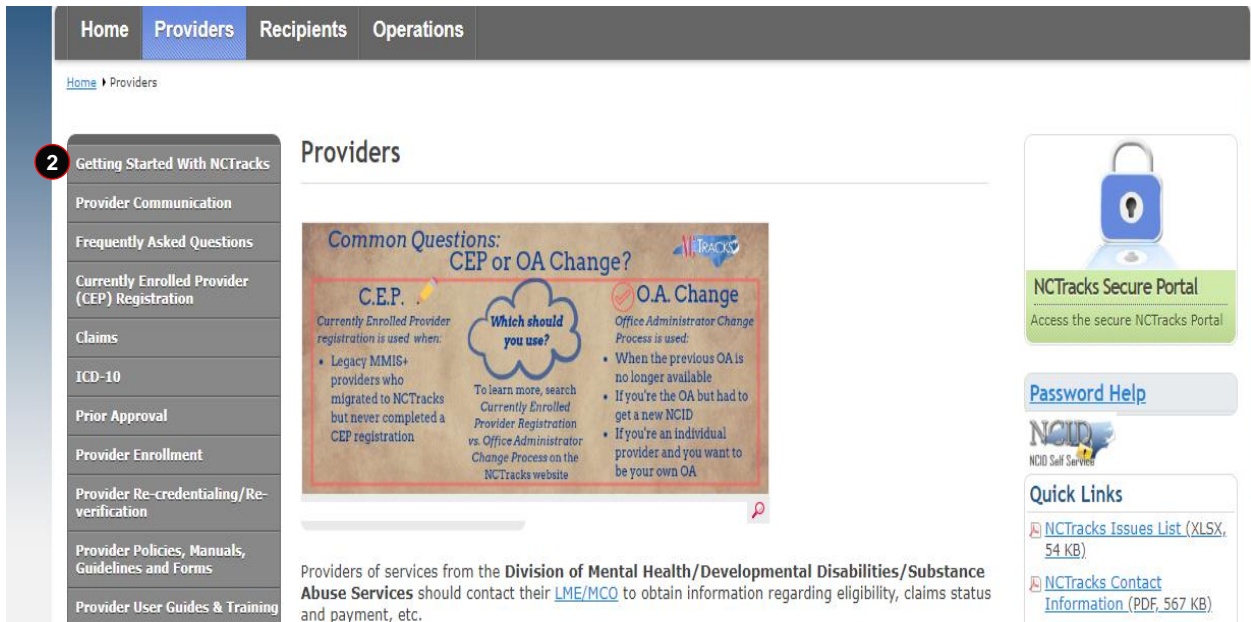 Home Providers Recipients Operations
Home ▸ Providers
2
Getting Started With NCTracks
Provider Communication
Frequently Asked Questions
Currently Enrolled Provider
(CEP) Registration
Claims
ICD-10
Prior Approval
Provider Enrollment
Provider Re-credentialing/Re-
verification
Provider Policies, Manuals,
Guidelines and Forms
Provider User Guides & Training
Providers
Common Questions:
CEP or OA Change?
NCTRACKS
C.E.P.
Currently Enrolled Provider
registration is used when:
• Legacy MMIS+
providers who
migrated to NCTracks
but never completed a
CEP registration
Which should
you use?
To learn more, search
Currently Enrolled
Provider Registration
vs. Office Administrator
Change Process on the
NCTracks website
O.A. Change
Office Administrator Change
Process is used:
• When the previous OA is
no longer available
• If you're the OA but had to
get a new NCID
• If you're an individual
provider and you want to
be your own OA
Providers of services from the Division of Mental Health/Developmental Disabilities/Substance
Abuse Services should contact their LME/MCO to obtain information regarding eligibility, claims status
and payment, etc.
NCTracks Secure Portal
Access the secure NCTracks Portal
Password Help
NCID
NCID Self Service
Quick Links
NCTracks Issues List (XLSX,
54 KB)
NCTracks Contact
Information (PDF, 567 KB)